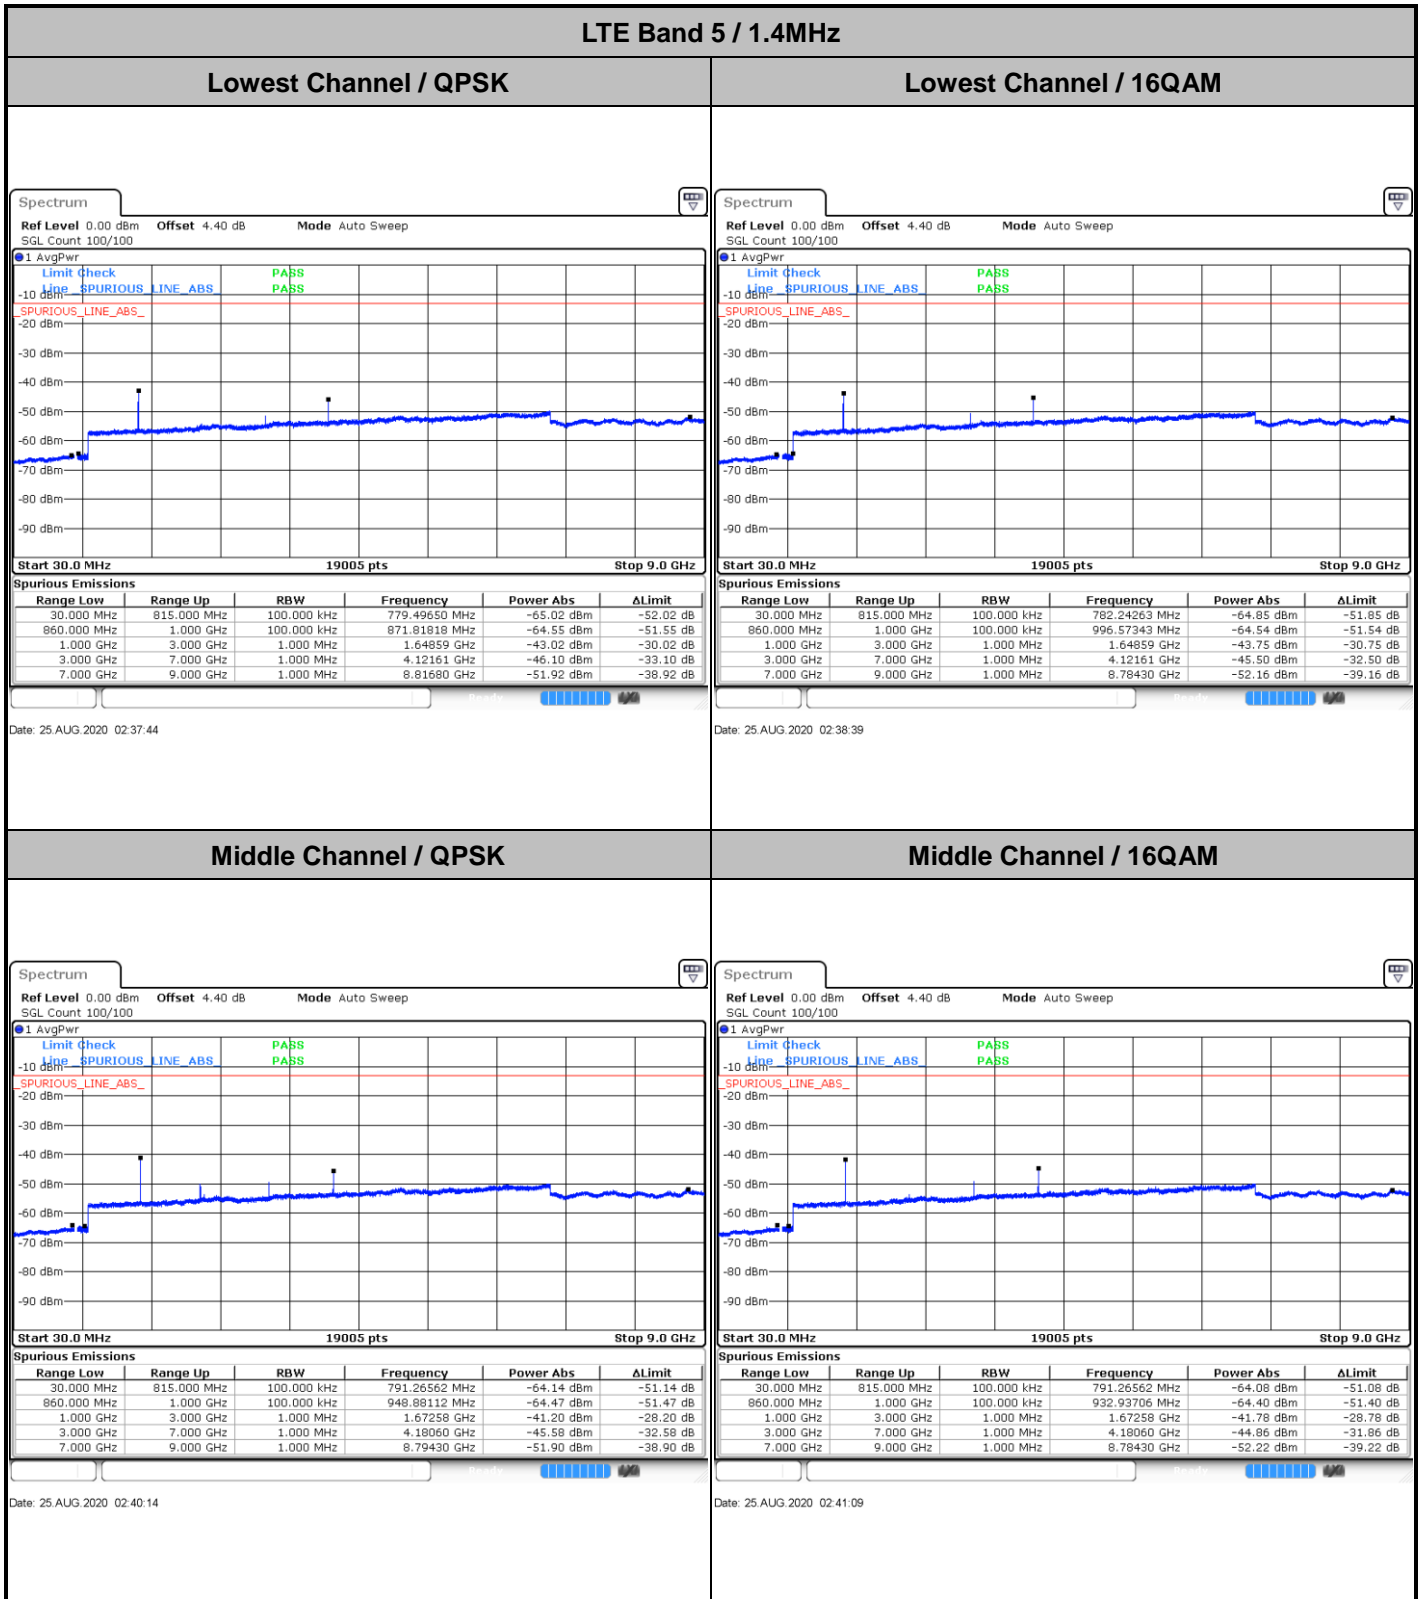 LTE Band 5 / 1.4MHz
Lowest Channel / QPSK
Lowest Channel / 16QAM
Spectrum
Ref Level 0.00 dBm Offset 4.40 dB Mode Auto Sweep
SGL Count 100/100
1 AvgPwr
Limit Check PASS
Line _SPURIOUS_LINE_ABS_ PASS
-10 dBm
_SPURIOUS_LINE_ABS_
-20 dBm
-30 dBm
-40 dBm
-50 dBm
-60 dBm
-70 dBm
-80 dBm
-90 dBm
Start 30.0 MHz 19005 pts Stop 9.0 GHz
Spurious Emissions
Range Low Range Up RBW Frequency Power Abs ΔLimit
30.000 MHz 815.000 MHz 100.000 kHz 779.49650 MHz -65.02 dBm -52.02 dB
860.000 MHz 1.000 GHz 100.000 kHz 871.81818 MHz -64.55 dBm -51.55 dB
1.000 GHz 3.000 GHz 1.000 MHz 1.64859 GHz -43.02 dBm -30.02 dB
3.000 GHz 7.000 GHz 1.000 MHz 4.12161 GHz -46.10 dBm -33.10 dB
7.000 GHz 9.000 GHz 1.000 MHz 8.81680 GHz -51.92 dBm -38.92 dB
Ready
Date: 25.AUG.2020 02:37:44
Spectrum
Ref Level 0.00 dBm Offset 4.40 dB Mode Auto Sweep
SGL Count 100/100
1 AvgPwr
Limit Check PASS
Line _SPURIOUS_LINE_ABS_ PASS
-10 dBm
_SPURIOUS_LINE_ABS_
-20 dBm
-30 dBm
-40 dBm
-50 dBm
-60 dBm
-70 dBm
-80 dBm
-90 dBm
Start 30.0 MHz 19005 pts Stop 9.0 GHz
Spurious Emissions
Range Low Range Up RBW Frequency Power Abs ΔLimit
30.000 MHz 815.000 MHz 100.000 kHz 782.24263 MHz -64.85 dBm -51.85 dB
860.000 MHz 1.000 GHz 100.000 kHz 996.57343 MHz -64.54 dBm -51.54 dB
1.000 GHz 3.000 GHz 1.000 MHz 1.64859 GHz -43.75 dBm -30.75 dB
3.000 GHz 7.000 GHz 1.000 MHz 4.12161 GHz -45.50 dBm -32.50 dB
7.000 GHz 9.000 GHz 1.000 MHz 8.78430 GHz -52.16 dBm -39.16 dB
Ready
Date: 25.AUG.2020 02:38:39
Middle Channel / QPSK
Middle Channel / 16QAM
Spectrum
Ref Level 0.00 dBm Offset 4.40 dB Mode Auto Sweep
SGL Count 100/100
1 AvgPwr
Limit Check PASS
Line _SPURIOUS_LINE_ABS_ PASS
-10 dBm
_SPURIOUS_LINE_ABS_
-20 dBm
-30 dBm
-40 dBm
-50 dBm
-60 dBm
-70 dBm
-80 dBm
-90 dBm
Start 30.0 MHz 19005 pts Stop 9.0 GHz
Spurious Emissions
Range Low Range Up RBW Frequency Power Abs ΔLimit
30.000 MHz 815.000 MHz 100.000 kHz 791.26562 MHz -64.14 dBm -51.14 dB
860.000 MHz 1.000 GHz 100.000 kHz 948.88112 MHz -64.47 dBm -51.47 dB
1.000 GHz 3.000 GHz 1.000 MHz 1.67258 GHz -41.20 dBm -28.20 dB
3.000 GHz 7.000 GHz 1.000 MHz 4.18060 GHz -45.58 dBm -32.58 dB
7.000 GHz 9.000 GHz 1.000 MHz 8.79430 GHz -51.90 dBm -38.90 dB
Ready
Date: 25.AUG.2020 02:40:14
Spectrum
Ref Level 0.00 dBm Offset 4.40 dB Mode Auto Sweep
SGL Count 100/100
1 AvgPwr
Limit Check PASS
Line _SPURIOUS_LINE_ABS_ PASS
-10 dBm
_SPURIOUS_LINE_ABS_
-20 dBm
-30 dBm
-40 dBm
-50 dBm
-60 dBm
-70 dBm
-80 dBm
-90 dBm
Start 30.0 MHz 19005 pts Stop 9.0 GHz
Spurious Emissions
Range Low Range Up RBW Frequency Power Abs ΔLimit
30.000 MHz 815.000 MHz 100.000 kHz 791.26562 MHz -64.08 dBm -51.08 dB
860.000 MHz 1.000 GHz 100.000 kHz 932.93706 MHz -64.40 dBm -51.40 dB
1.000 GHz 3.000 GHz 1.000 MHz 1.67258 GHz -41.78 dBm -28.78 dB
3.000 GHz 7.000 GHz 1.000 MHz 4.18060 GHz -44.86 dBm -31.86 dB
7.000 GHz 9.000 GHz 1.000 MHz 8.78430 GHz -52.22 dBm -39.22 dB
Ready
Date: 25.AUG.2020 02:41:09